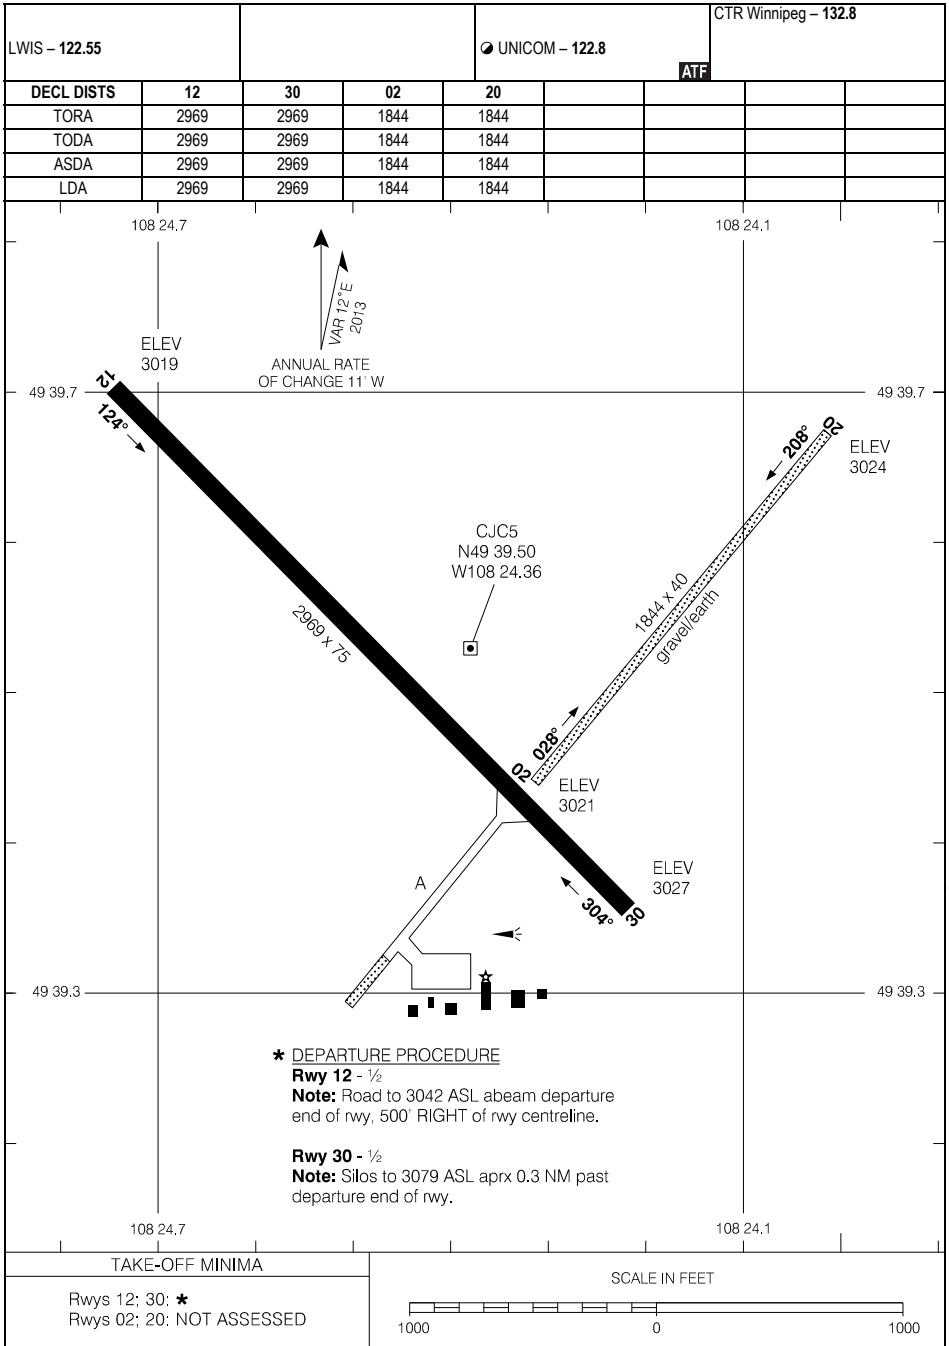 CTR Winnipeg – 132.8
LWIS – 122.55
UNICOM – 122.8
ATF
DECL DISTS 12 30 02 20
TORA 2969 2969 1844 1844
TODA 2969 2969 1844 1844
ASDA 2969 2969 1844 1844
LDA 2969 2969 1844 1844
108 24.7 108 24.1
VAR 12°E
2013
ANNUAL RATE
OF CHANGE 11' W
ELEV
3019
49 39.7 49 39.7
12
124°
20
208°
ELEV
3024
CJC5
N49 39.50
W108 24.36
2969 x 75
1844 x 40
gravel/earth
02
028°
ELEV
3021
A
ELEV
3027
304°
30
49 39.3 49 39.3
* DEPARTURE PROCEDURE
Rwy 12 - ½
Note: Road to 3042 ASL abeam departure
end of rwy, 500' RIGHT of rwy centreline.
Rwy 30 - ½
Note: Silos to 3079 ASL aprx 0.3 NM past
departure end of rwy.
108 24.7 108 24.1
TAKE-OFF MINIMA
Rwys 12; 30: *
Rwys 02; 20: NOT ASSESSED
SCALE IN FEET
1000 0 1000